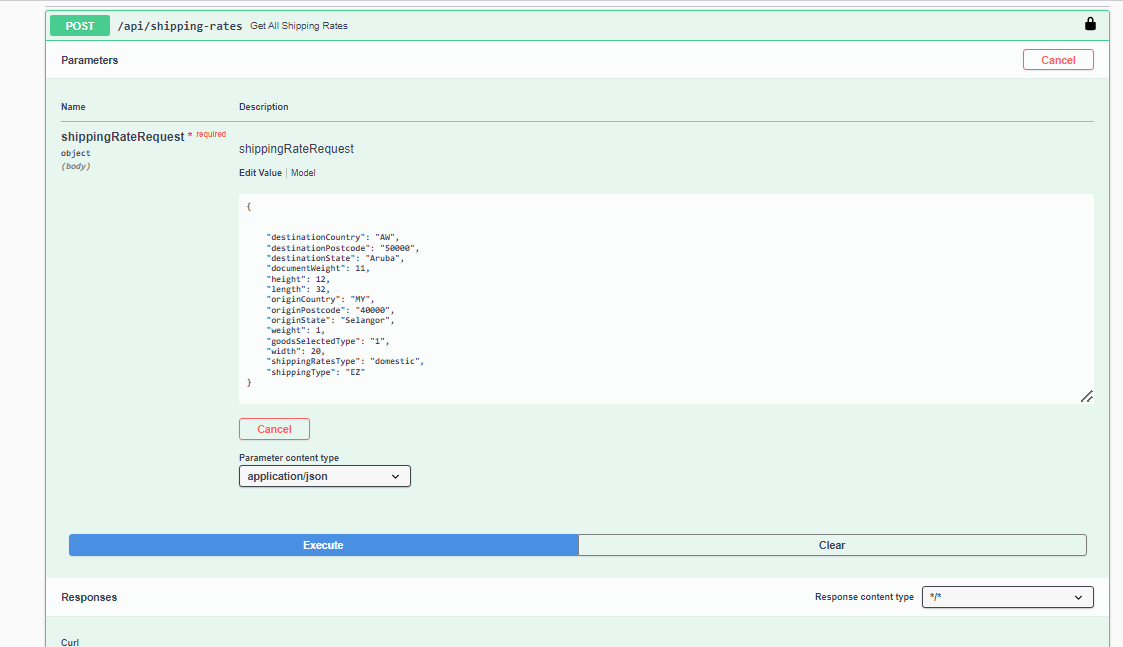 POST /api/shipping-rates Get All Shipping Rates
Parameters Cancel
Name Description
shippingRateRequest * required
object
(body)
shippingRateRequest
Edit Value | Model
{
"destinationCountry": "AW",
"destinationPostcode": "50000",
"destinationState": "Aruba",
"documentWeight": 11,
"height": 12,
"length": 32,
"originCountry": "MY",
"originPostcode": "40000",
"originState": "Selangor",
"weight": 1,
"goodsSelectedType": "1",
"width": 20,
"shippingRatesType": "domestic",
"shippingType": "EZ"
}
Cancel
Parameter content type
application/json
Execute Clear
Responses Response content type */*
Curl